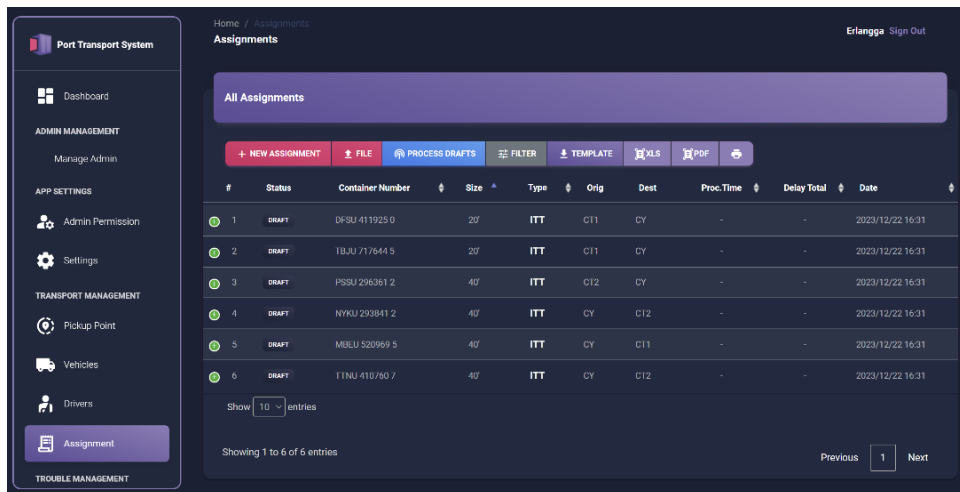 Port Transport System
Dashboard
ADMIN MANAGEMENT
Manage Admin
APP SETTINGS
Admin Permission
Settings
TRANSPORT MANAGEMENT
Pickup Point
Vehicles
Drivers
Assignment
TROUBLE MANAGEMENT
Home / Assignments
Assignments
Erlangga Sign Out
All Assignments
+ NEW ASSIGNMENT FILE PROCESS DRAFTS FILTER TEMPLATE XLS PDF
# Status Container Number Size Type Orig Dest Proc.Time Delay Total Date
1 DRAFT DFSU 411925 0 20' ITT CT1 CY - - 2023/12/22 16:31
2 DRAFT TBJU 717644 5 20' ITT CT1 CY - - 2023/12/22 16:31
3 DRAFT PSSU 296361 2 40' ITT CT2 CY - - 2023/12/22 16:31
4 DRAFT NYKU 293841 2 40' ITT CY CT2 - - 2023/12/22 16:31
5 DRAFT MBEU 520969 5 40' ITT CY CT1 - - 2023/12/22 16:31
6 DRAFT TTNU 410760 7 40' ITT CY CT2 - - 2023/12/22 16:31
Show 10 entries
Showing 1 to 6 of 6 entries
Previous 1 Next